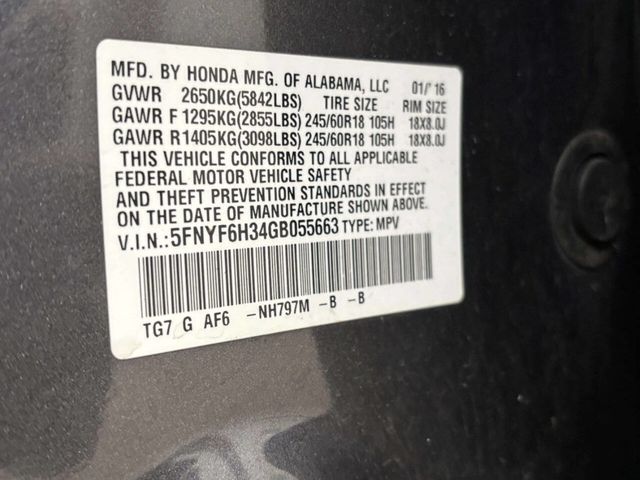 MFD. BY HONDA MFG. OF ALABAMA, LLC 01/'16
GVWR 2650KG(5842LBS) TIRE SIZE RIM SIZE
GAWR F 1295KG(2855LBS) 245/60R18 105H 18X8.0J
GAWR R 1405KG(3098LBS) 245/60R18 105H 18X8.0J
THIS VEHICLE CONFORMS TO ALL APPLICABLE
FEDERAL MOTOR VEHICLE SAFETY
AND THEFT PREVENTION STANDARDS IN EFFECT
ON THE DATE OF MANUFACTURE SHOWN ABOVE.
V.I.N.:5FNYF6H34GB055663 TYPE: MPV
TG7 G AF6 -NH797M -B -B